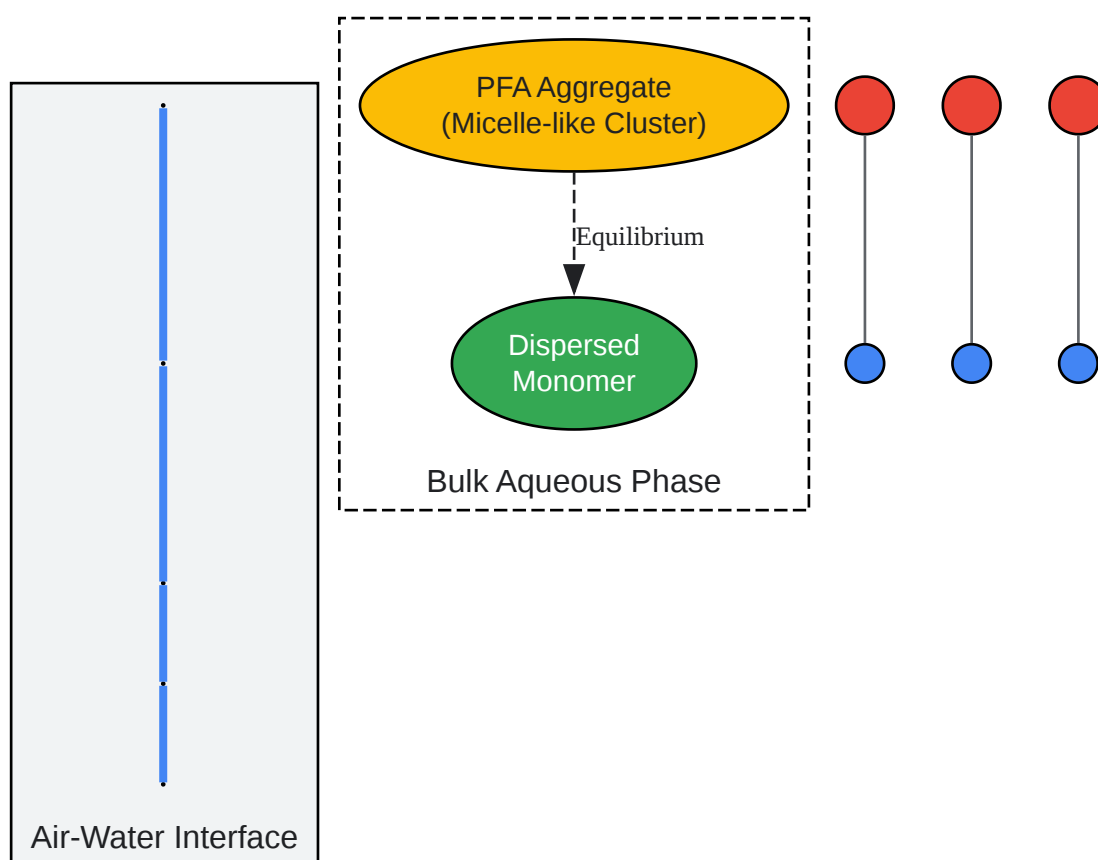 PFA Aggregate
(Micelle-like Cluster)
Equilibrium
Dispersed
Monomer
Bulk Aqueous Phase
Air-Water Interface